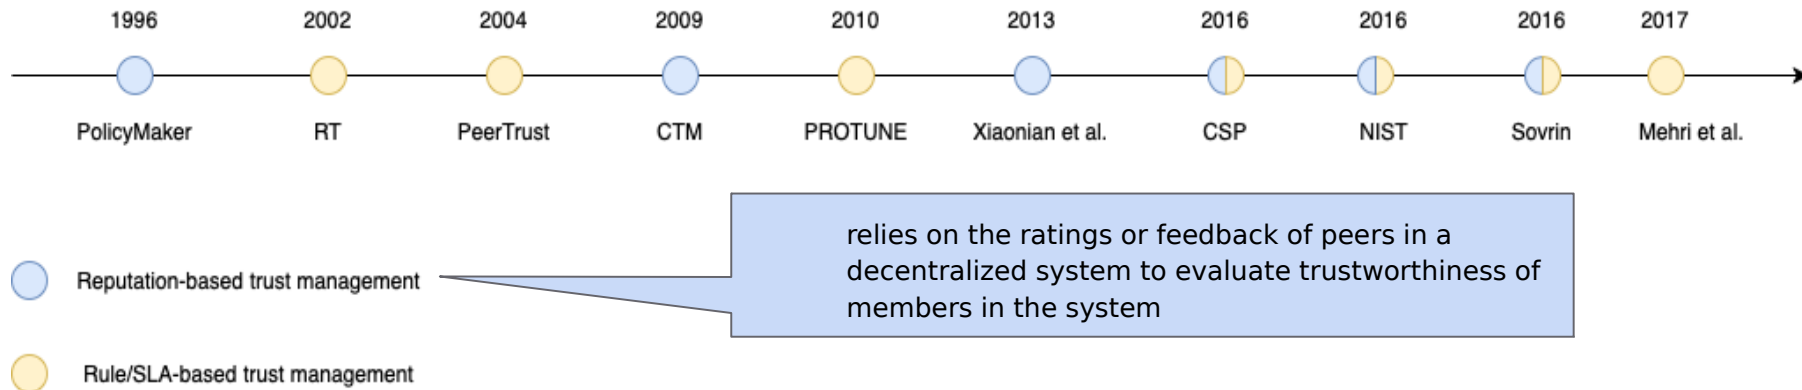 1996 2002 2004 2009 2010 2013 2016 2016 2016 2017
PolicyMaker RT PeerTrust CTM PROTUNE Xiaonian et al. CSP NIST Sovrin Mehri et al.
relies on the ratings or feedback of peers in a
decentralized system to evaluate trustworthiness of
members in the system
Reputation-based trust management
Rule/SLA-based trust management